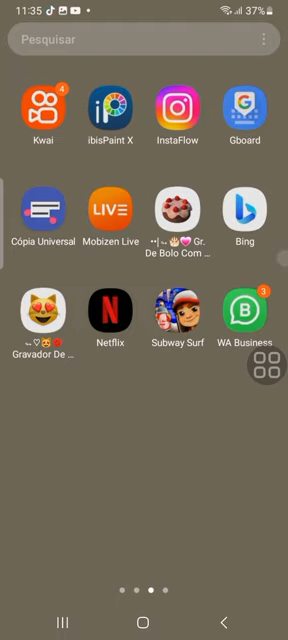 11:35
37%
Pesquisar
4
Kwai
ibisPaint X
InstaFlow
G
Gboard
Cópia Universal
LIVE
Mobizen Live
••|ᯓ🎂💗 Gr.
De Bolo Com ...
Bing
ᯓ♡😻🌹
Gravador De ...
N
Netflix
Subway Surf
3
B
WA Business